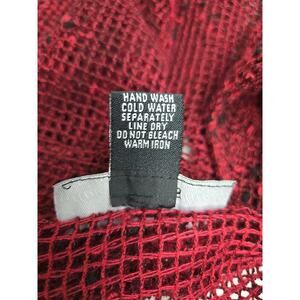 HAND WASH
COLD WATER
SEPARATELY
LINE DRY
DO NOT BLEACH
WARM IRON